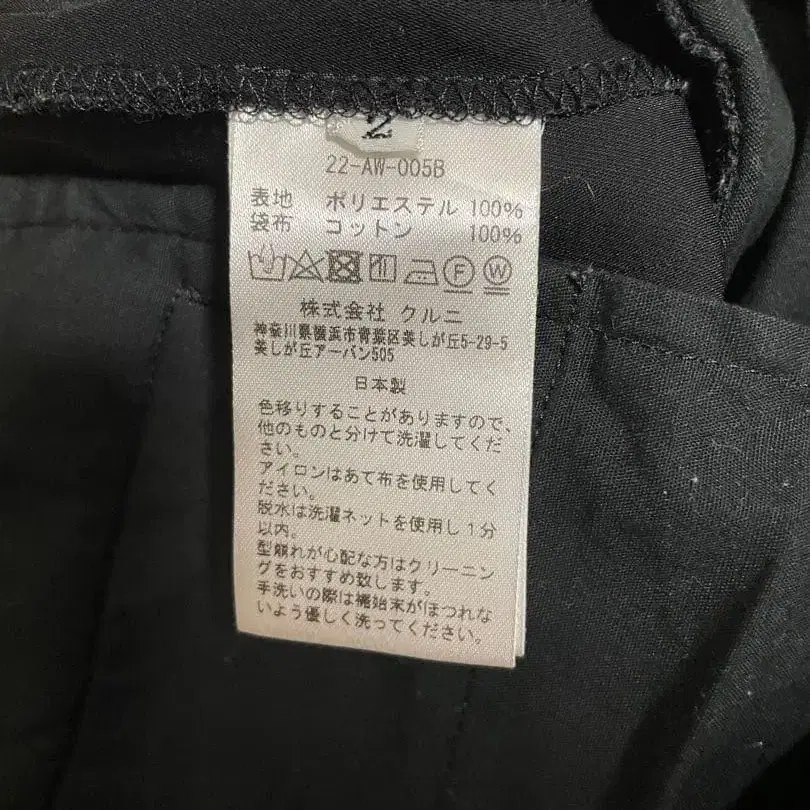 2
22-AW-005B
表地 ポリエステル 100%
袋布 コットン 100%
F W
株式会社 クルニ
神奈川県横浜市青葉区美しが丘5-29-5
美しが丘アーバン505
日本製
色移りすることがありますので、
他のものと分けて洗濯してくだ
さい。
アイロンはあて布を使用してく
ださい。
脱水は洗濯ネットを使用し1分
以内。
型崩れが心配な方はクリーニン
グをおすすめ致します。
手洗いの際は裾始末がほつれな
いよう優しく洗ってください。